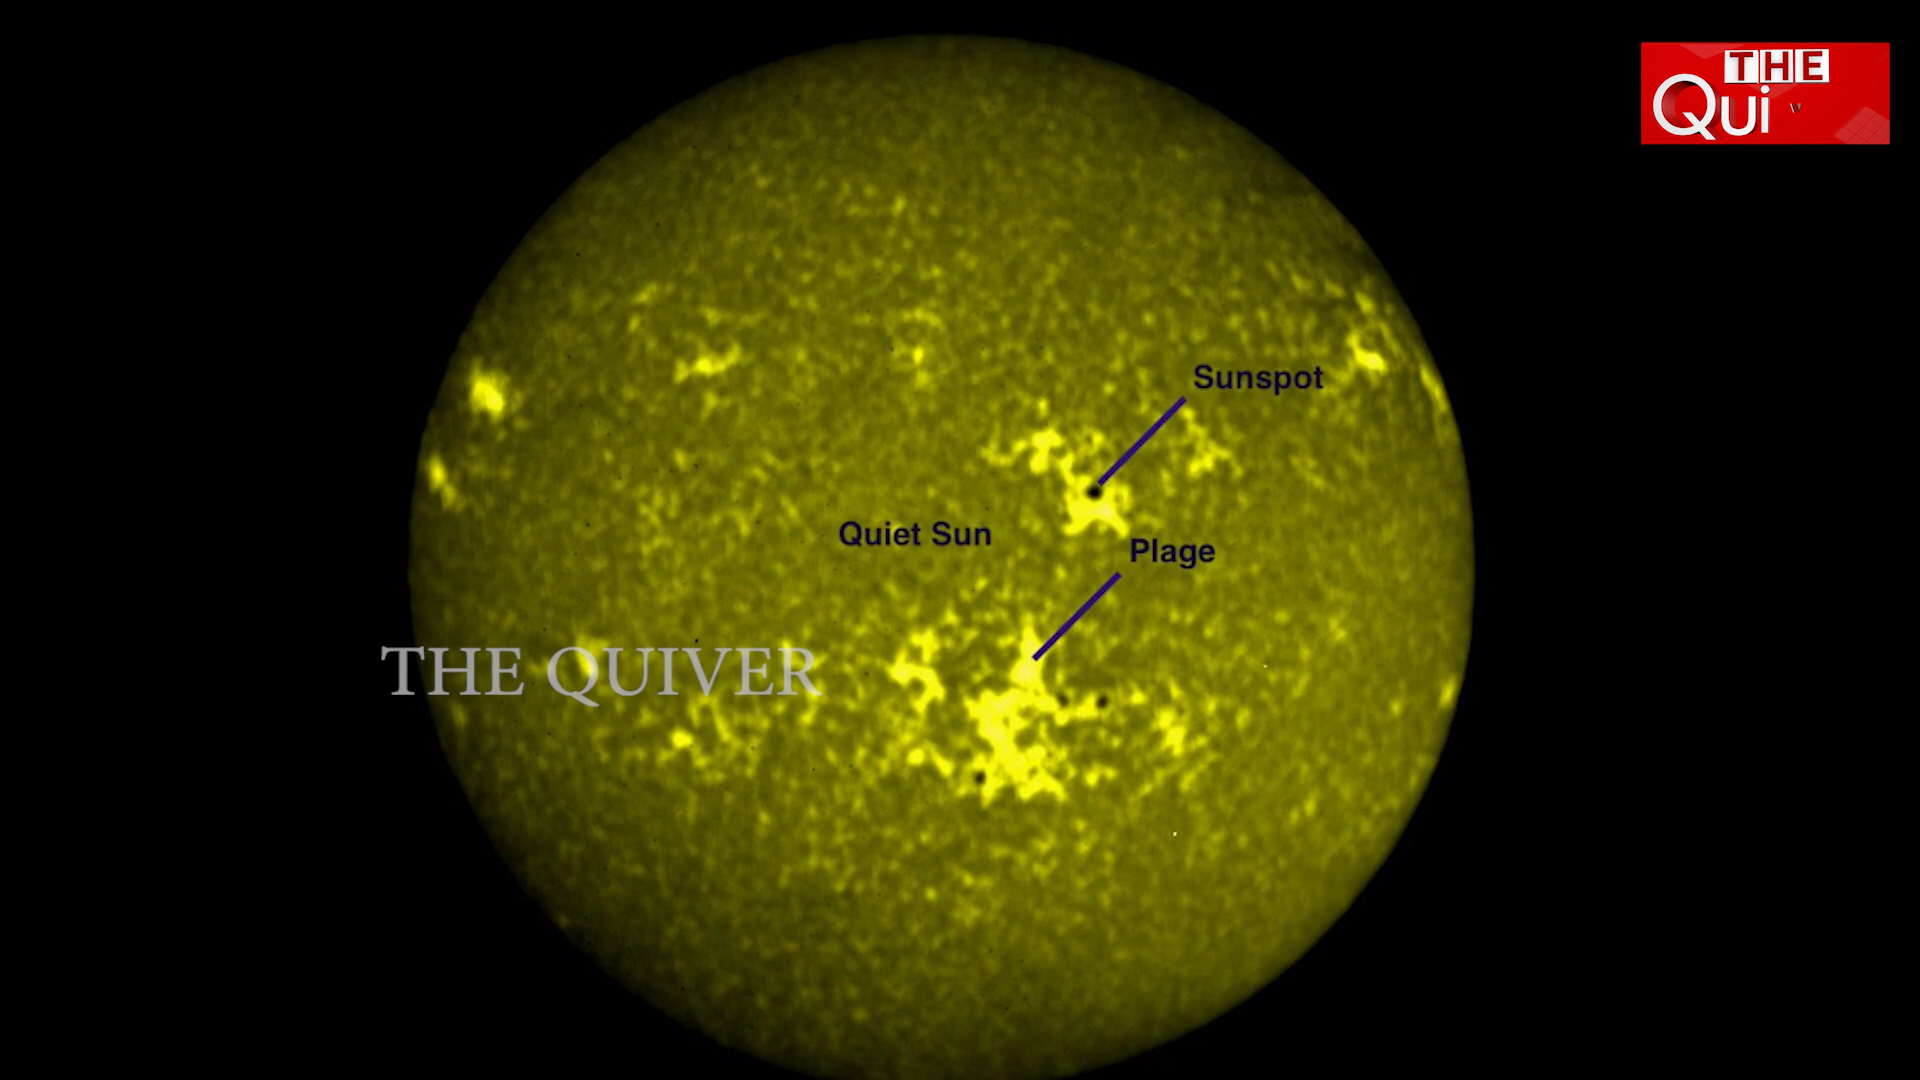 THE
Qui
Sunspot
Quiet Sun
Plage
THE QUIVER